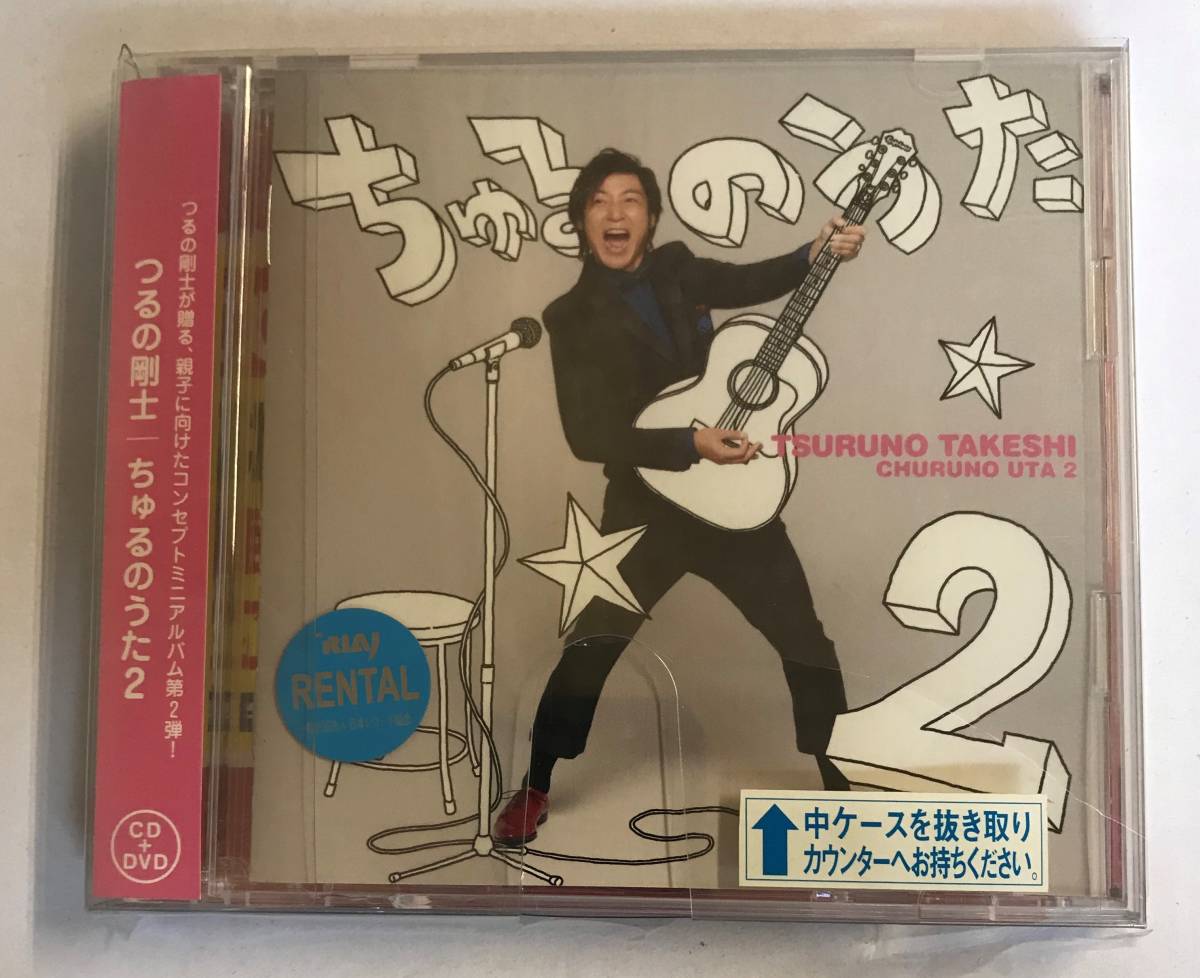 つるの剛士が贈る、親子に向けたコンセプトミニアルバム第2弾!
つるの剛士|ちゅるのうた2
CD
+
DVD
ちゅるのうた
TSURUNO TAKESHI
CHURUNO UTA 2
2
RIAJ
RENTAL
中ケースを抜き取り
カウンターへお持ちください。